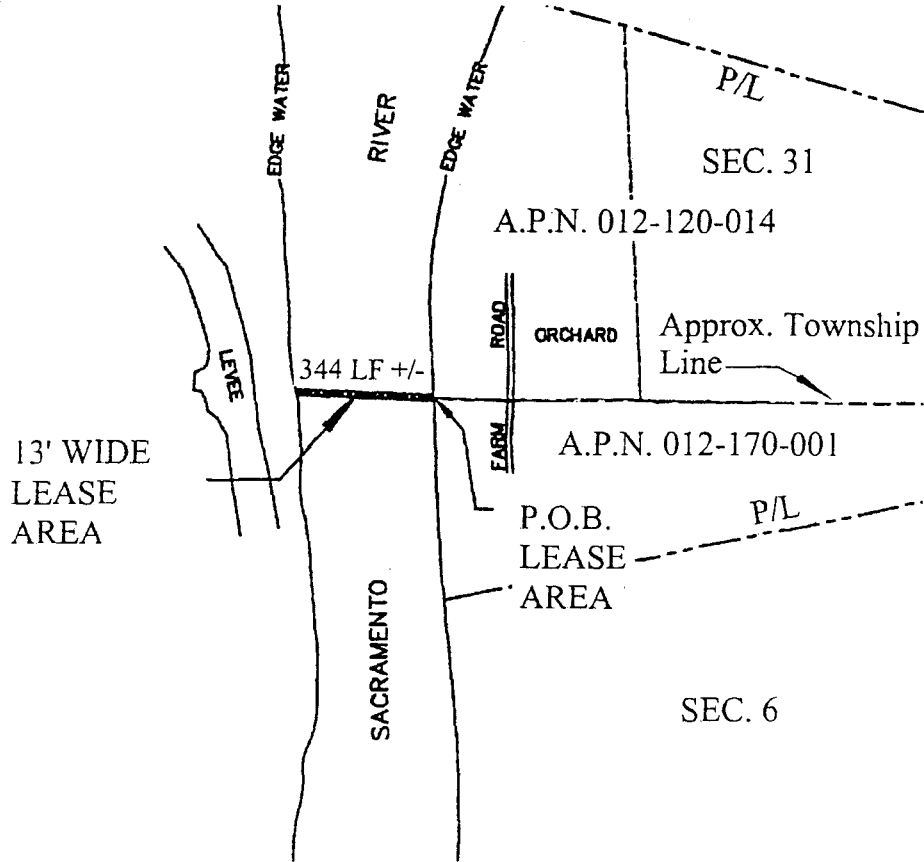 EDGE WATER
RIVER
EDGE WATER
P/L
SEC. 31
A.P.N. 012-120-014
ROAD
ORCHARD
Approx. Township
Line
LEVEE
344 LF +/-
FARM
A.P.N. 012-170-001
13' WIDE
LEASE
AREA
P.O.B.
LEASE
AREA
P/L
SACRAMENTO
SEC. 6